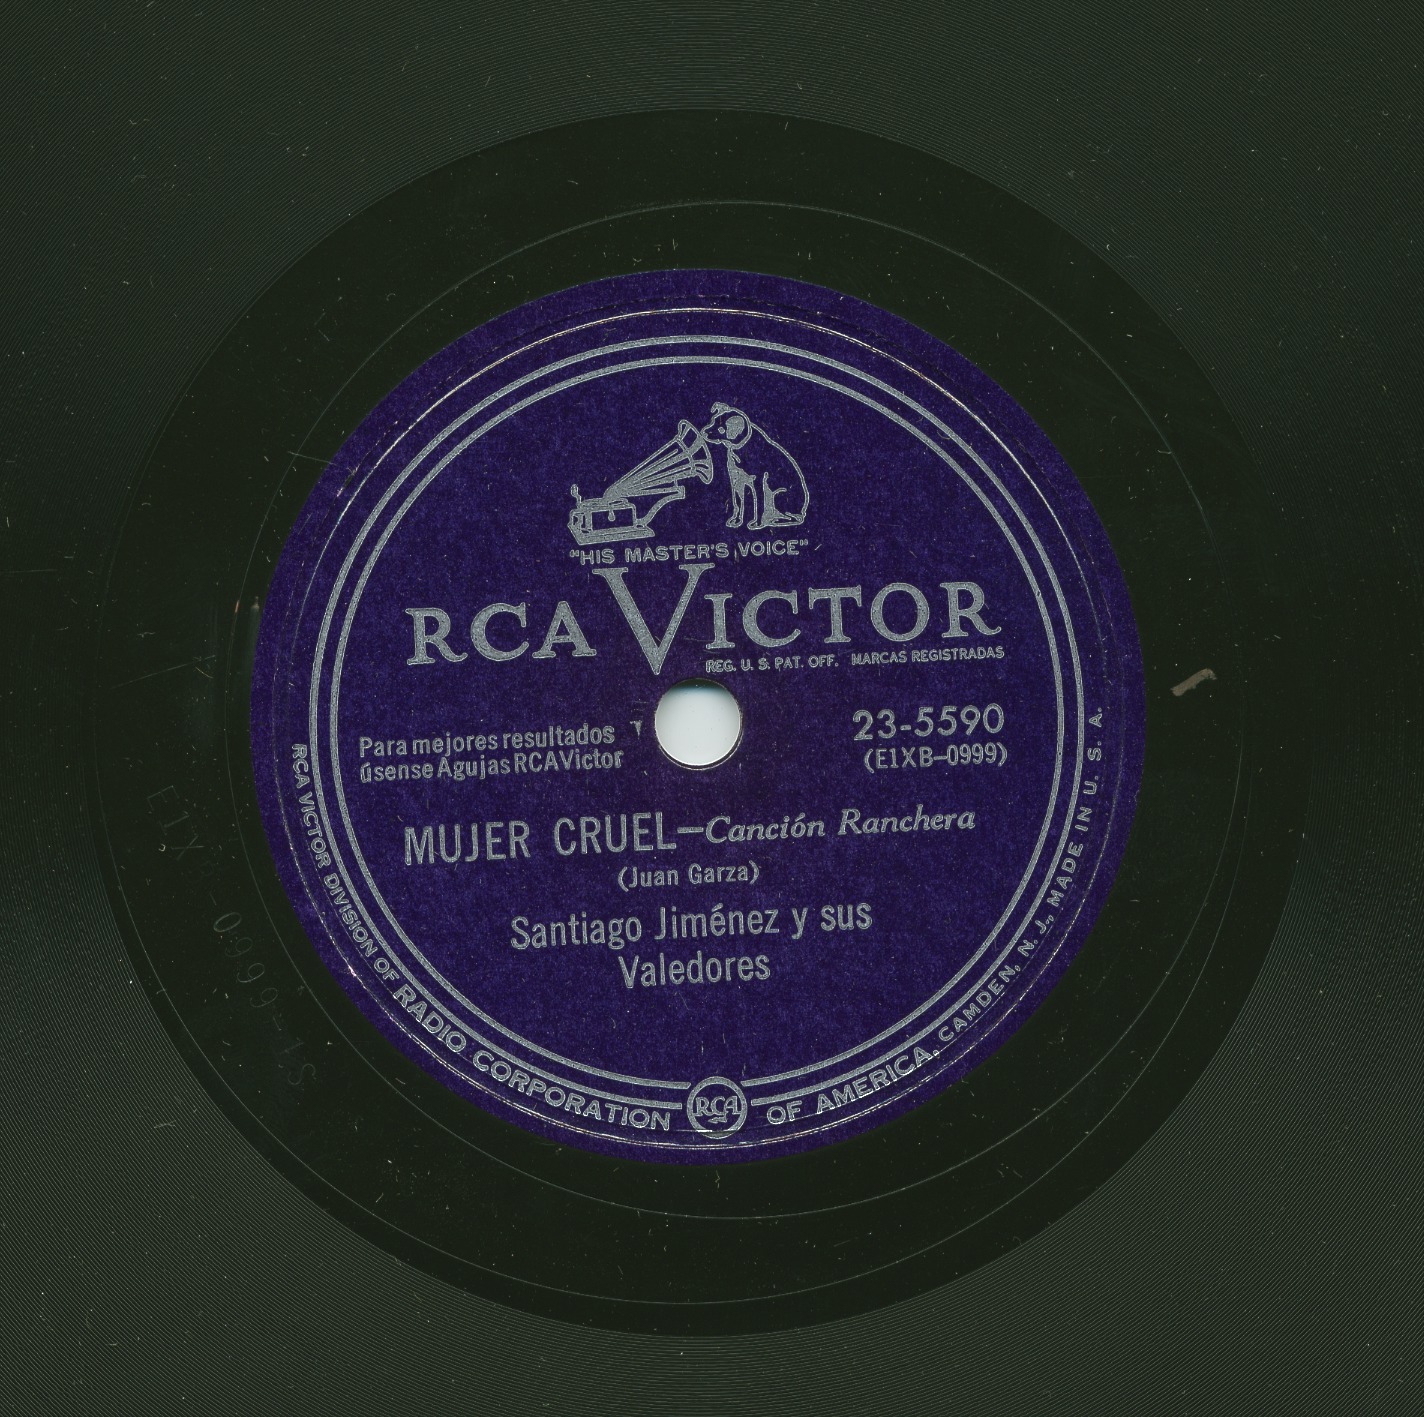 "HIS MASTER'S VOICE"
RCA VICTOR
REG. U. S. PAT. OFF. MARCAS REGISTRADAS
Para mejores resultados
úsense Agujas RCA Victor
23-5590
(E1XB-0999)
MUJER CRUEL—Canción Ranchera
(Juan Garza)
Santiago Jiménez y sus
Valedores
RCA VICTOR DIVISION OF RADIO CORPORATION OF AMERICA, CAMDEN, N. J., MADE IN U. S. A.
RCA